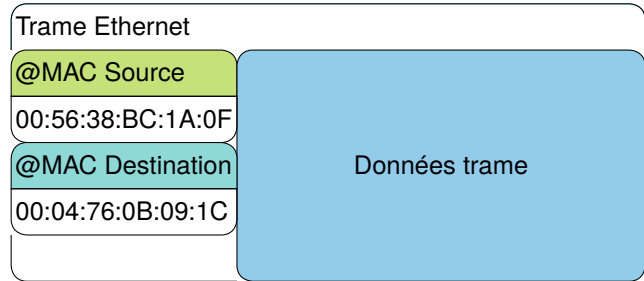 Trame Ethernet
@MAC Source
00:56:38:BC:1A:0F
@MAC Destination
00:04:76:0B:09:1C
Données trame